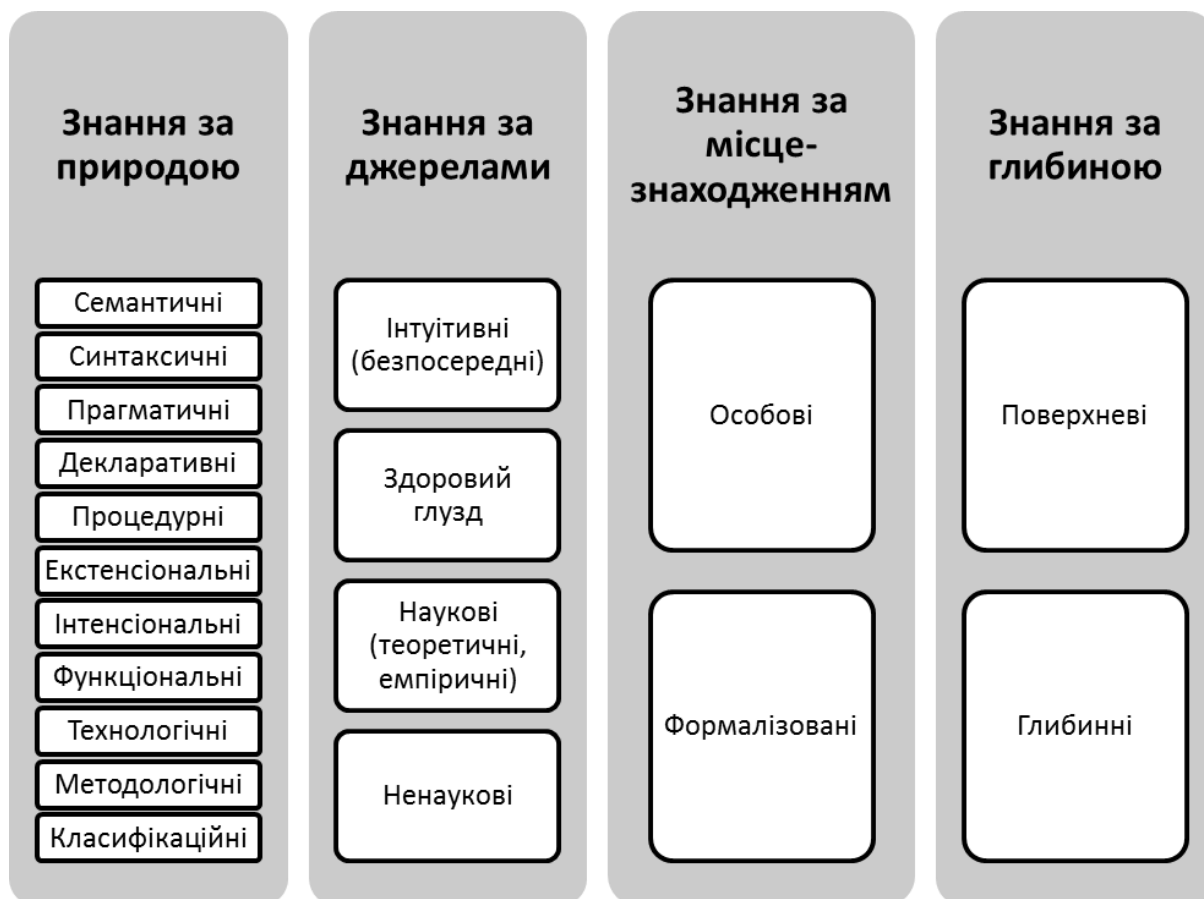 Знання за
природою
Семантичні
Синтаксичні
Прагматичні
Декларативні
Процедурні
Екстенсіональні
Інтенсіональні
Функціональні
Технологічні
Методологічні
Класифікаційні
Знання за
джерелами
Інтуітивні
(безпосередні)
Здоровий
глузд
Наукові
(теоретичні,
емпіричні)
Ненаукові
Знання за
місце-
знаходженням
Особові
Формалізовані
Знання за
глибиною
Поверхневі
Глибинні